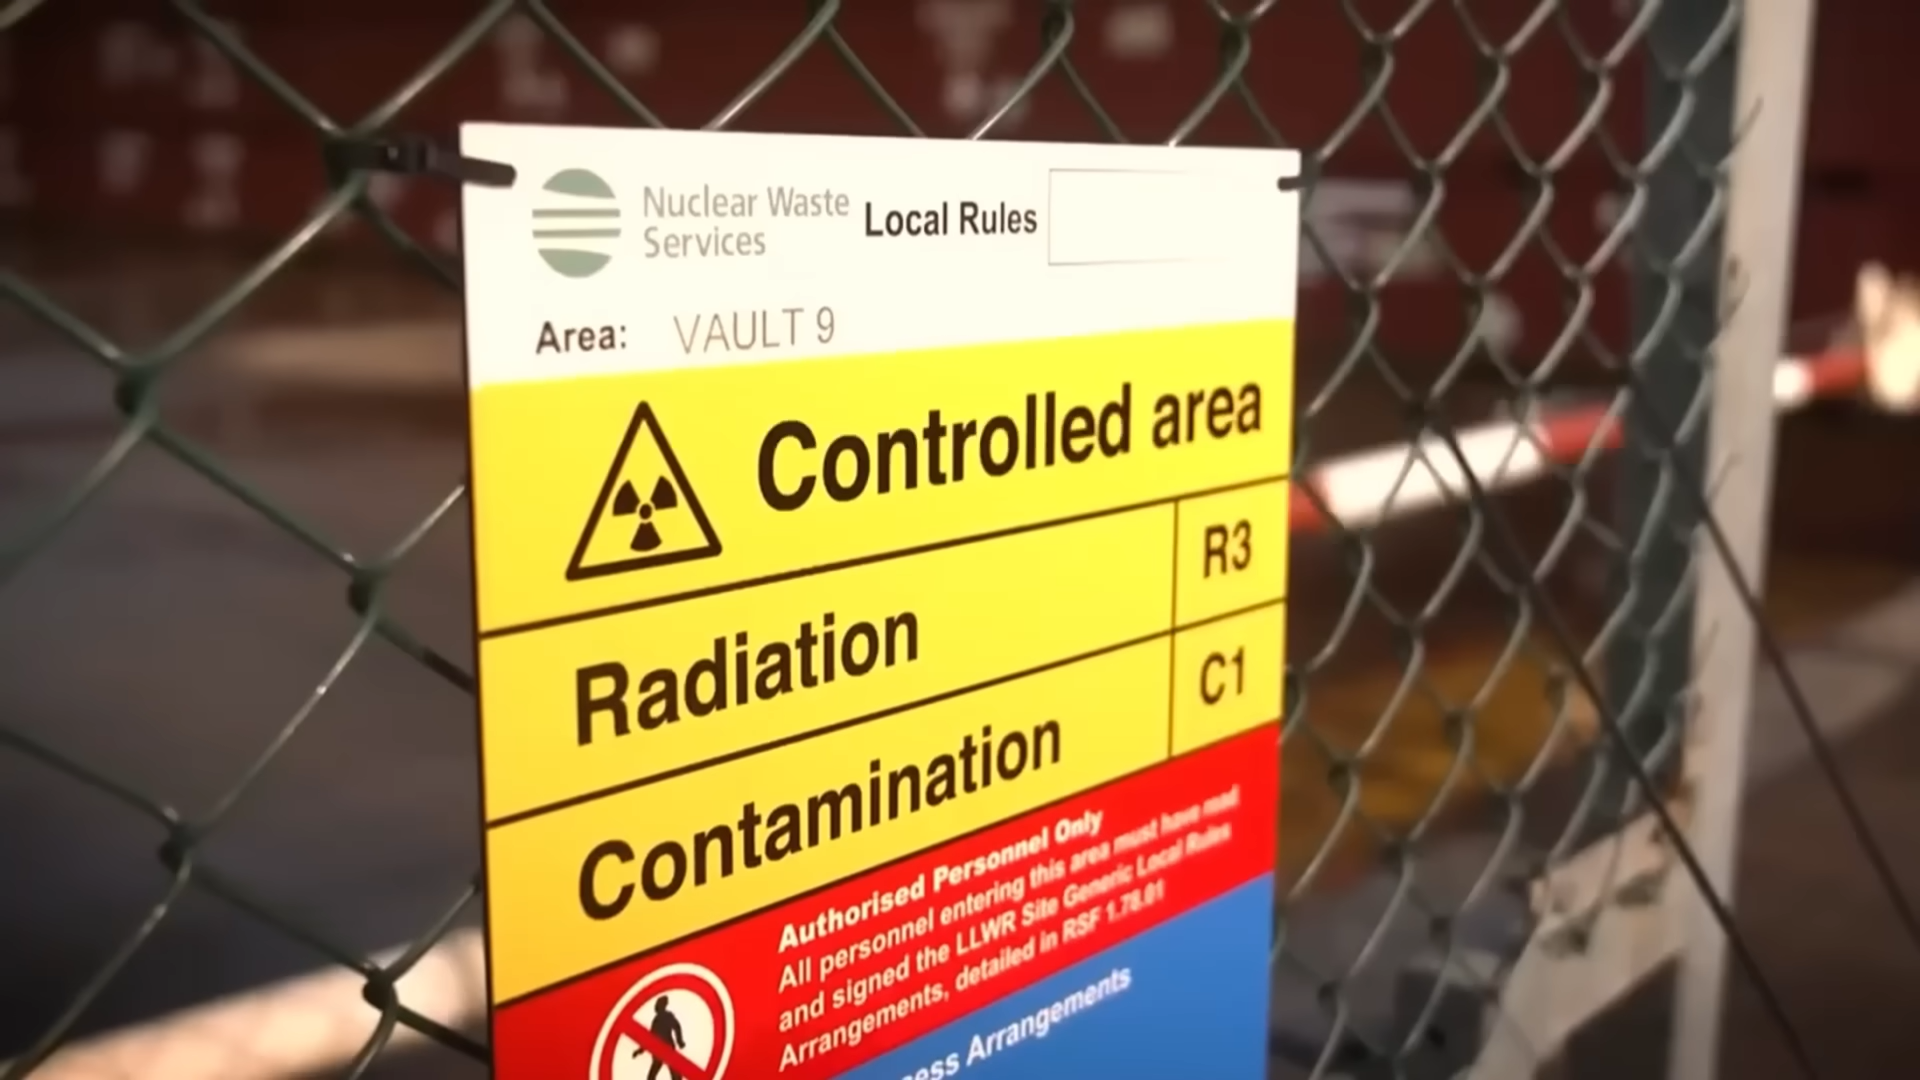 Nuclear Waste
Services
Local Rules
Area: VAULT 9
Controlled area
Radiation R3
Contamination C1
Authorised Personnel Only
All personnel entering this area must have read
and signed the LLWR Site Generic Local Rules
Arrangements, detailed in RSF 1.78.01
Arrangements